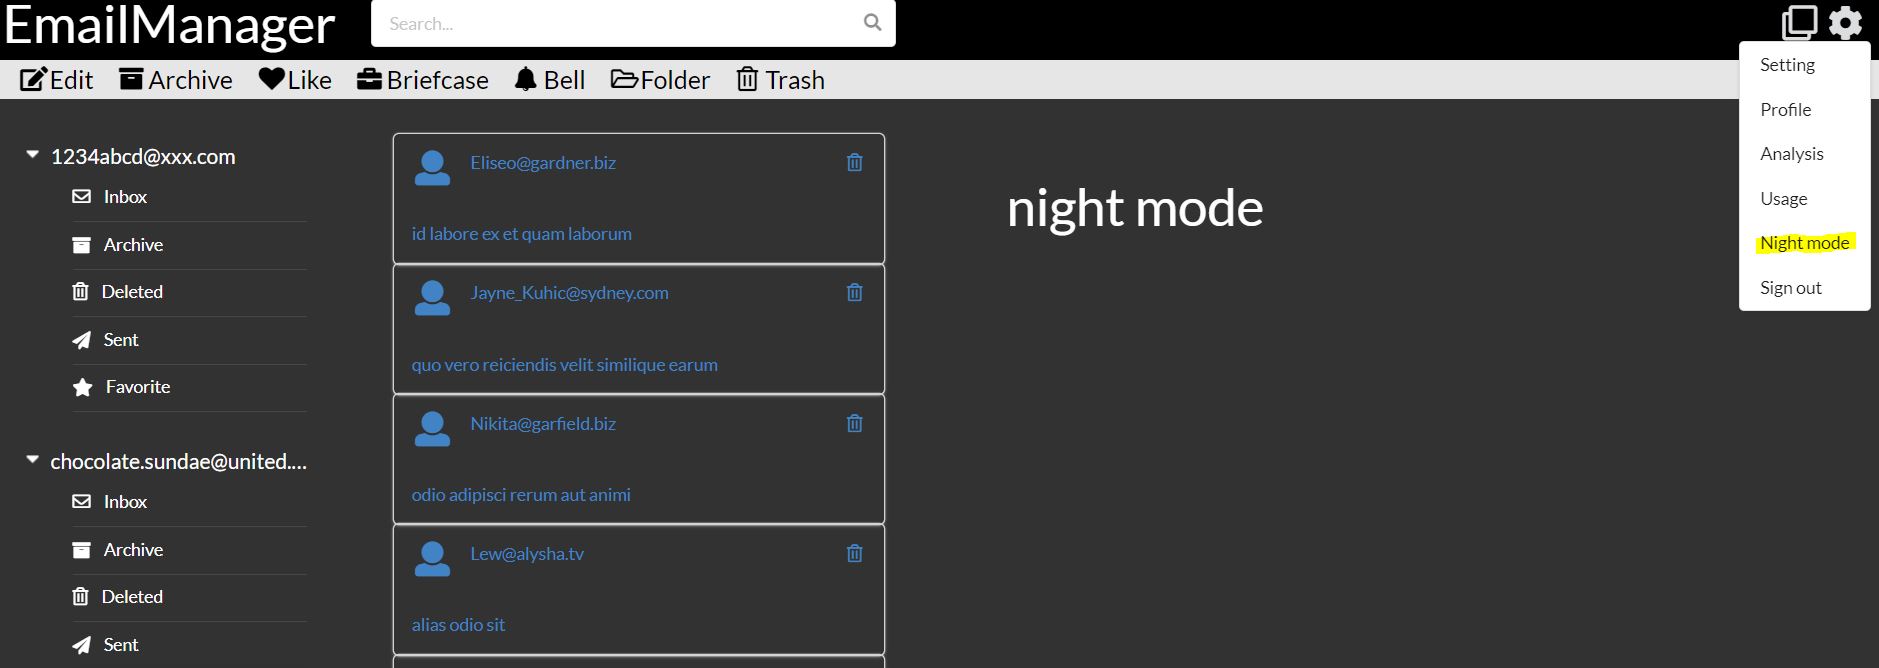 EmailManager
Search...
Edit Archive Like Briefcase Bell Folder Trash
Setting
Profile
Analysis
Usage
Night mode
Sign out
1234abcd@xxx.com
Inbox
Archive
Deleted
Sent
Favorite
chocolate.sundae@united....
Inbox
Archive
Deleted
Sent
Eliseo@gardner.biz
id labore ex et quam laborum
Jayne_Kuhic@sydney.com
quo vero reiciendis velit similique earum
Nikita@garfield.biz
odio adipisci rerum aut animi
Lew@alysha.tv
alias odio sit
night mode